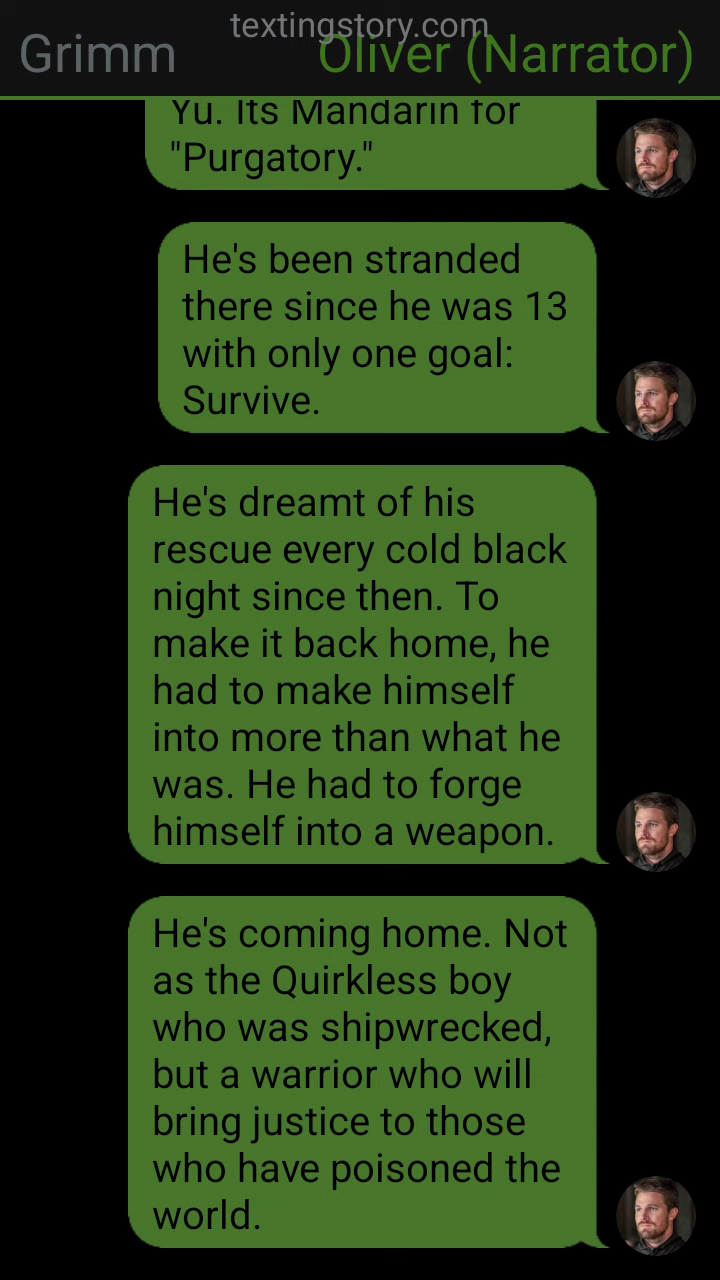 textingstory.com
Grimm
Oliver (Narrator)
Yu. Its Mandarin for
"Purgatory."
He's been stranded
there since he was 13
with only one goal:
Survive.
He's dreamt of his
rescue every cold black
night since then. To
make it back home, he
had to make himself
into more than what he
was. He had to forge
himself into a weapon.
He's coming home. Not
as the Quirkless boy
who was shipwrecked,
but a warrior who will
bring justice to those
who have poisoned the
world.